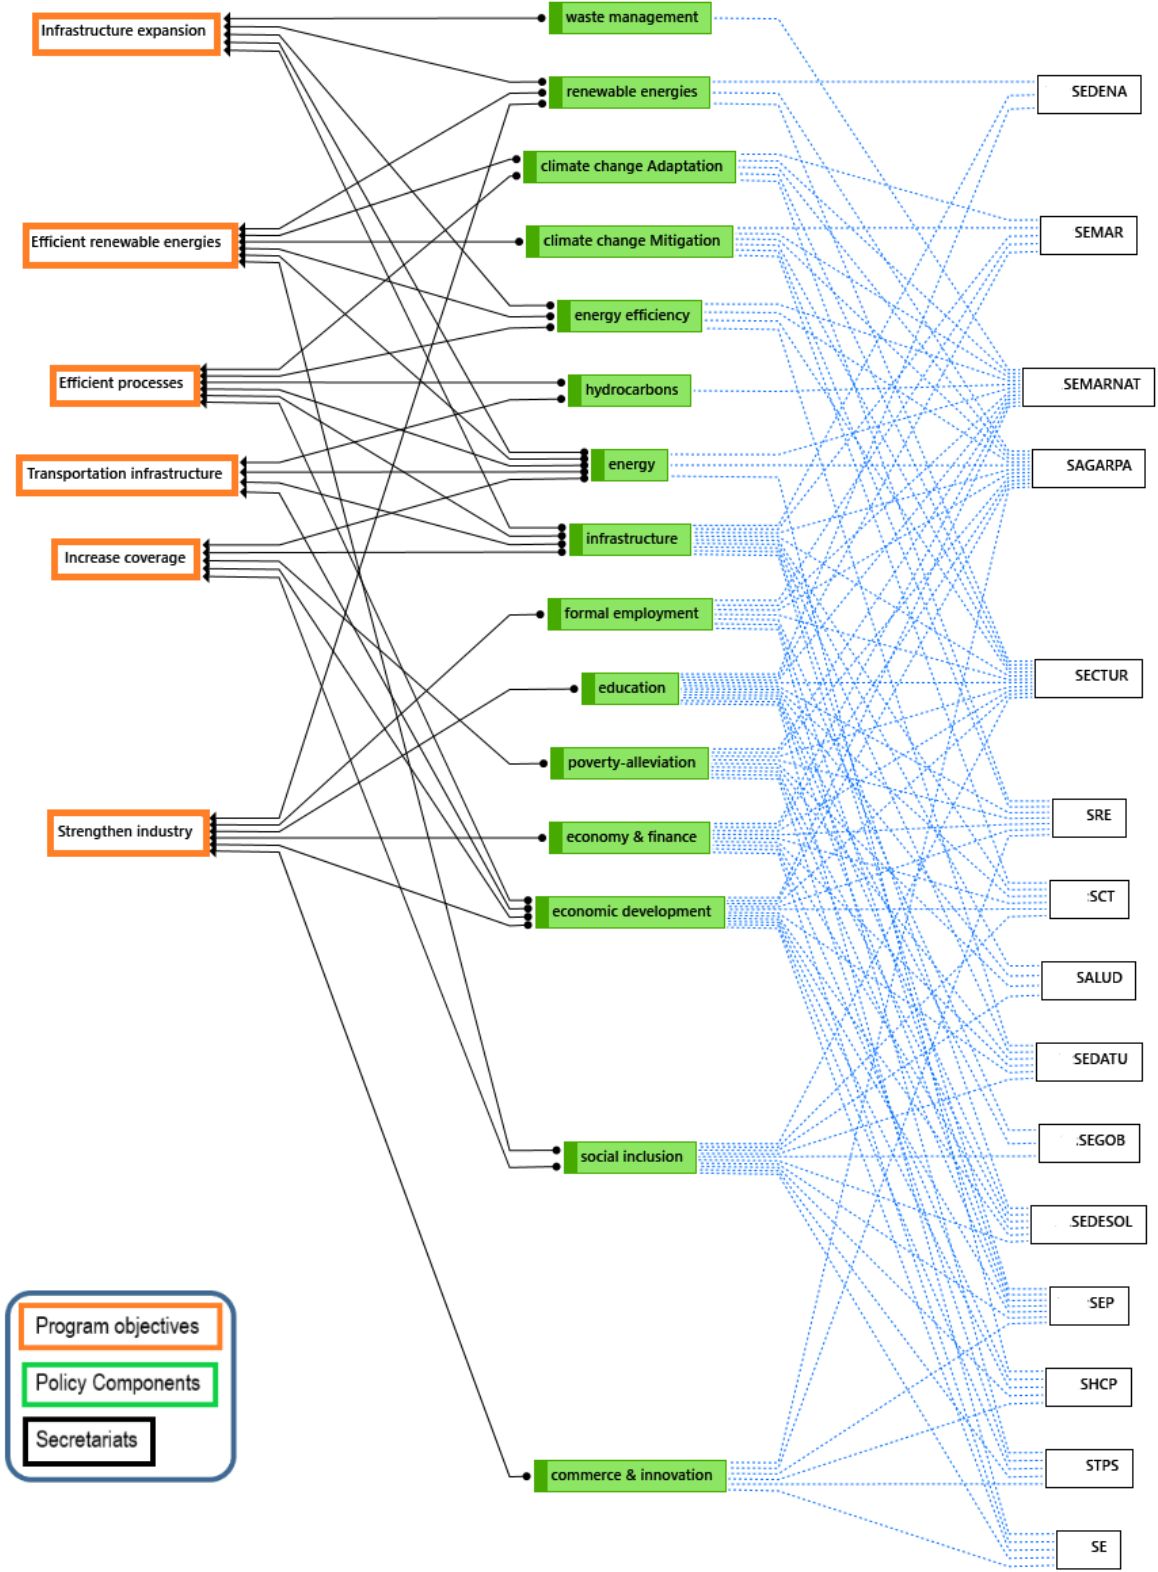 Infrastructure expansion
Efficient renewable energies
Efficient processes
Transportation infrastructure
Increase coverage
Strengthen industry
waste management
renewable energies
climate change Adaptation
climate change Mitigation
energy efficiency
hydrocarbons
energy
infrastructure
formal employment
education
poverty-alleviation
economy & finance
economic development
social inclusion
commerce & innovation
SEDENA
SEMAR
SEMARNAT
SAGARPA
SECTUR
SRE
SCT
SALUD
SEDATU
SEGOB
SEDESOL
SEP
SHCP
STPS
SE
Program objectives
Policy Components
Secretariats